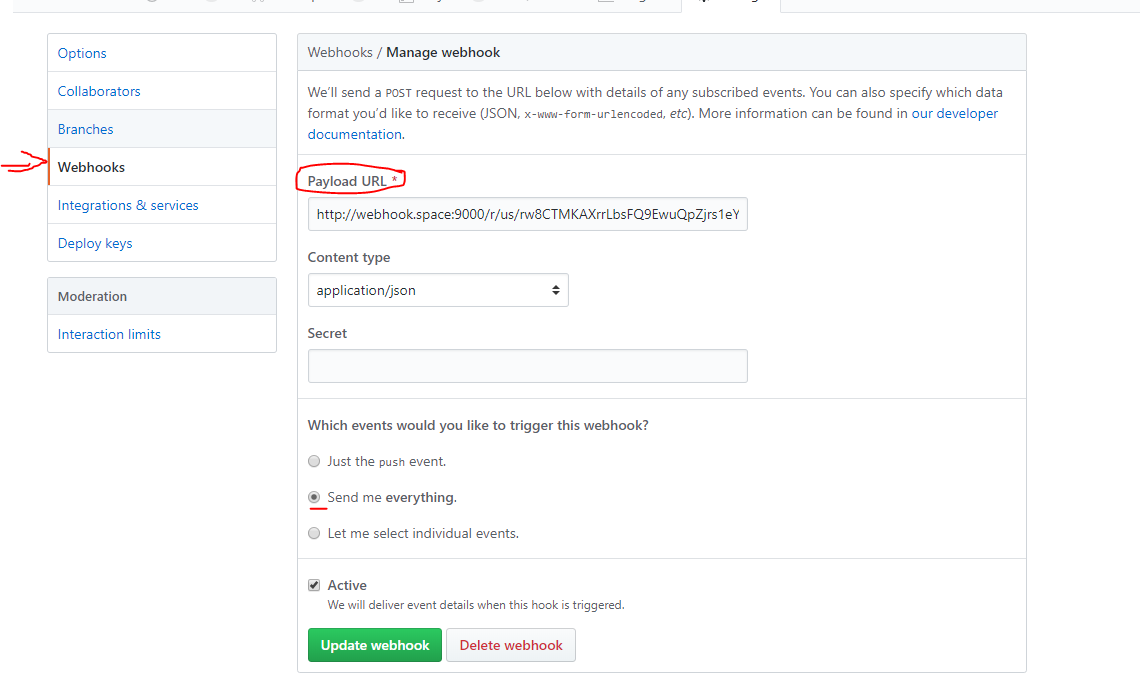 Options
Collaborators
Branches
Webhooks
Integrations & services
Deploy keys
Moderation
Interaction limits
Webhooks / Manage webhook
We’ll send a POST request to the URL below with details of any subscribed events. You can also specify which data
format you’d like to receive (JSON, x-www-form-urlencoded, etc). More information can be found in our developer
documentation.
Payload URL *
http://webhook.space:9000/r/us/rw8CTMKAXrrLbsFQ9EwuQpZjrs1eY
Content type
application/json
Secret
Which events would you like to trigger this webhook?
Just the push event.
Send me everything.
Let me select individual events.
Active
We will deliver event details when this hook is triggered.
Update webhook
Delete webhook